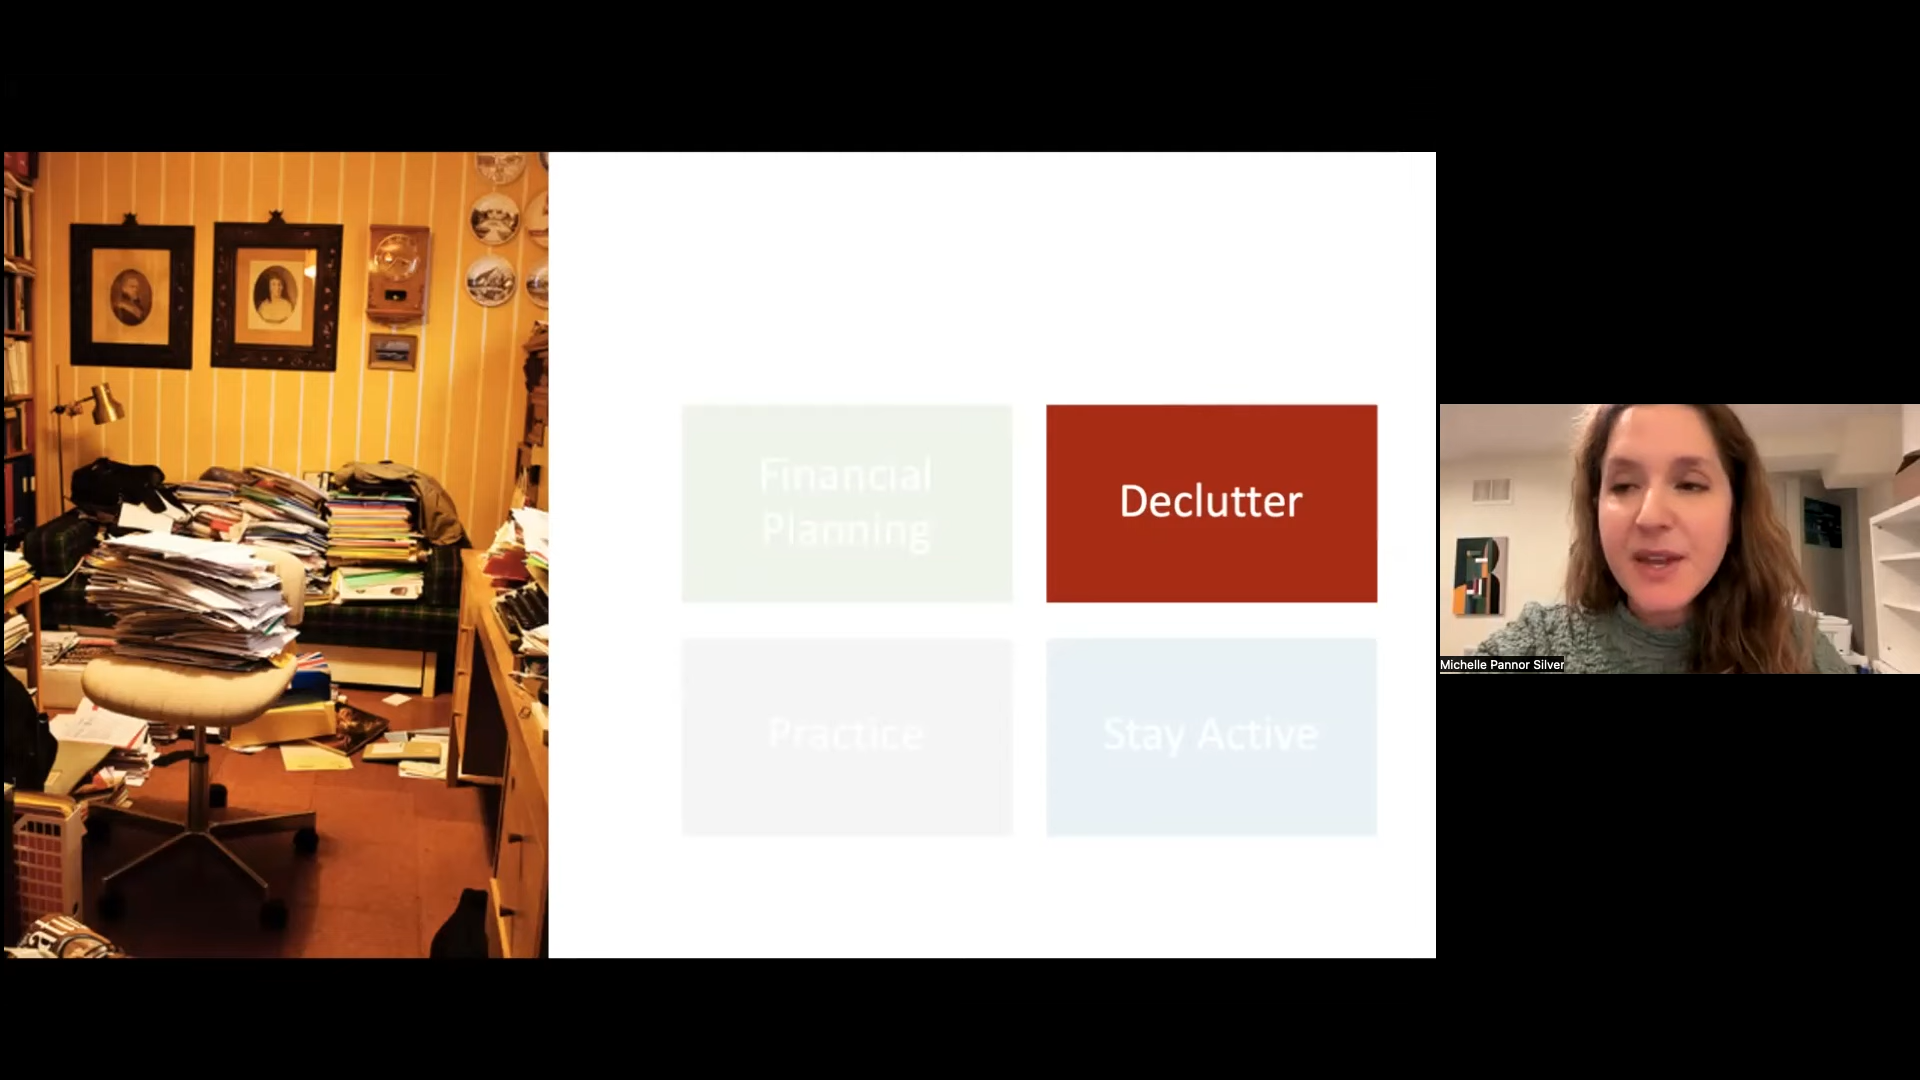 Financial
Planning
Declutter
Practice
Stay Active
Michelle Pannor Silver